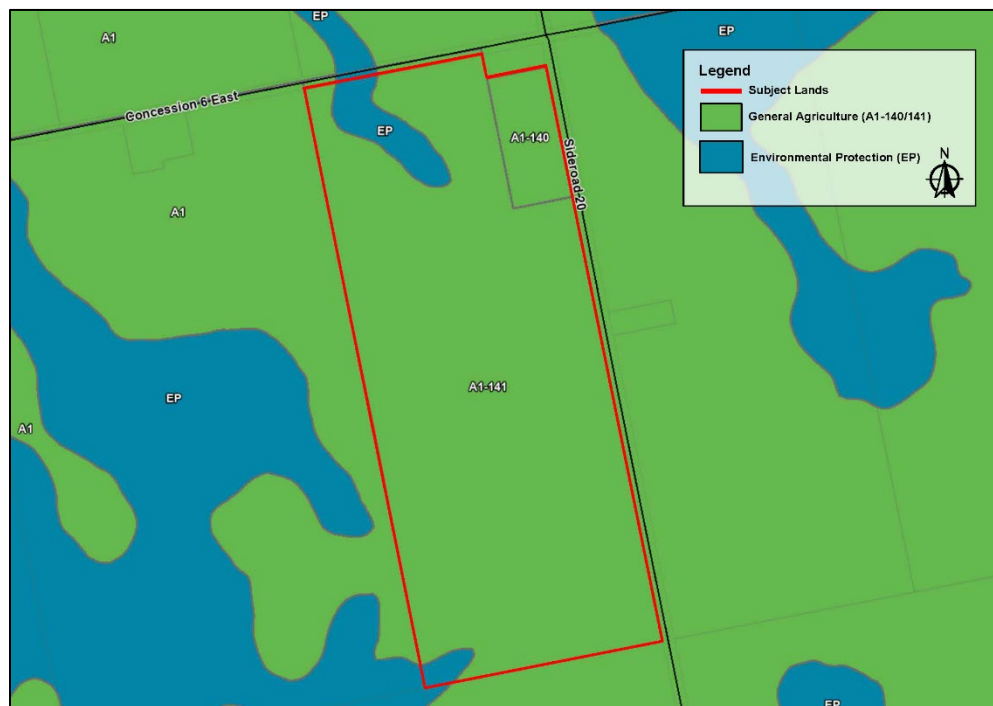 EP
EP
A1
Legend
Subject Lands
Concession 6 East
General Agriculture (A1-140/141)
EP
A1-140
Sideroad 20
Environmental Protection (EP)
N
A1
A1-141
EP
A1
EP